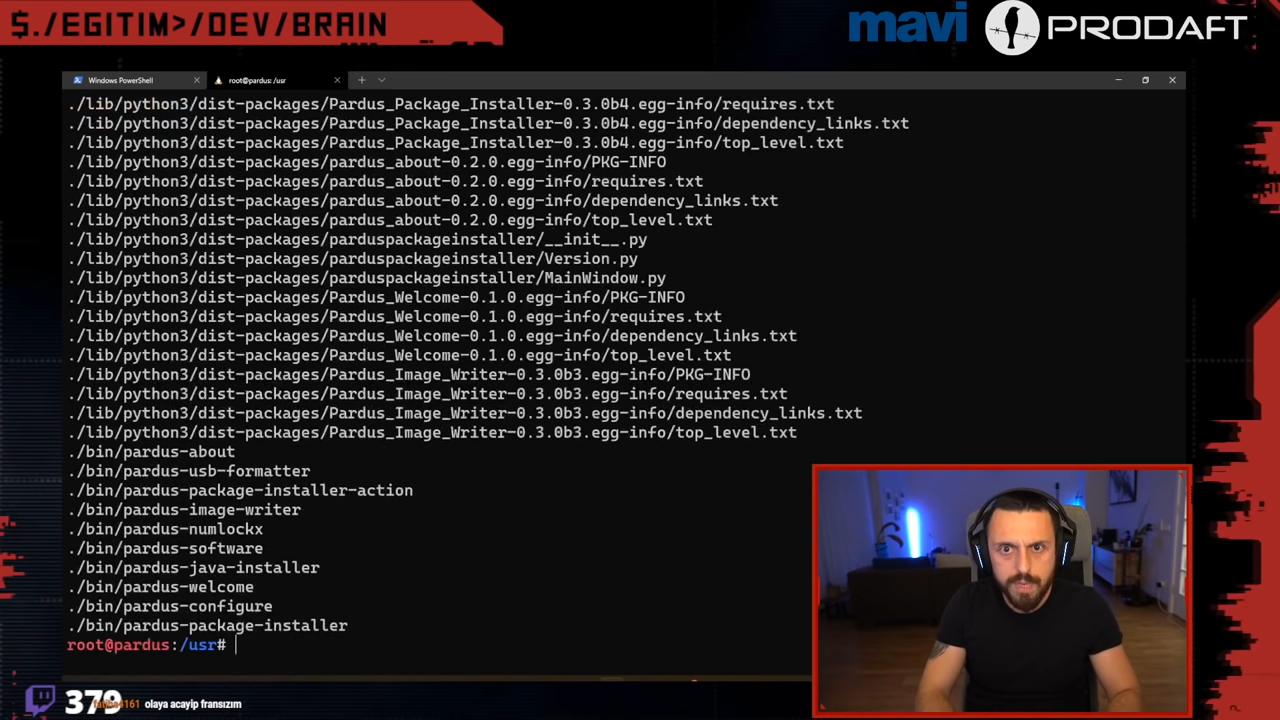 $./EGITIM>/DEV/BRAIN
mavi
PRODAFT
Windows PowerShell
root@pardus: /usr
./lib/python3/dist-packages/Pardus_Package_Installer-0.3.0b4.egg-info/requires.txt
./lib/python3/dist-packages/Pardus_Package_Installer-0.3.0b4.egg-info/dependency_links.txt
./lib/python3/dist-packages/Pardus_Package_Installer-0.3.0b4.egg-info/top_level.txt
./lib/python3/dist-packages/pardus_about-0.2.0.egg-info/PKG-INFO
./lib/python3/dist-packages/pardus_about-0.2.0.egg-info/requires.txt
./lib/python3/dist-packages/pardus_about-0.2.0.egg-info/dependency_links.txt
./lib/python3/dist-packages/pardus_about-0.2.0.egg-info/top_level.txt
./lib/python3/dist-packages/parduspackageinstaller/__init__.py
./lib/python3/dist-packages/parduspackageinstaller/Version.py
./lib/python3/dist-packages/parduspackageinstaller/MainWindow.py
./lib/python3/dist-packages/Pardus_Welcome-0.1.0.egg-info/PKG-INFO
./lib/python3/dist-packages/Pardus_Welcome-0.1.0.egg-info/requires.txt
./lib/python3/dist-packages/Pardus_Welcome-0.1.0.egg-info/dependency_links.txt
./lib/python3/dist-packages/Pardus_Welcome-0.1.0.egg-info/top_level.txt
./lib/python3/dist-packages/Pardus_Image_Writer-0.3.0b3.egg-info/PKG-INFO
./lib/python3/dist-packages/Pardus_Image_Writer-0.3.0b3.egg-info/requires.txt
./lib/python3/dist-packages/Pardus_Image_Writer-0.3.0b3.egg-info/dependency_links.txt
./lib/python3/dist-packages/Pardus_Image_Writer-0.3.0b3.egg-info/top_level.txt
./bin/pardus-about
./bin/pardus-usb-formatter
./bin/pardus-package-installer-action
./bin/pardus-image-writer
./bin/pardus-numlockx
./bin/pardus-software
./bin/pardus-java-installer
./bin/pardus-welcome
./bin/pardus-configure
./bin/pardus-package-installer
root@pardus:/usr#
379 olaya acayip fransızım